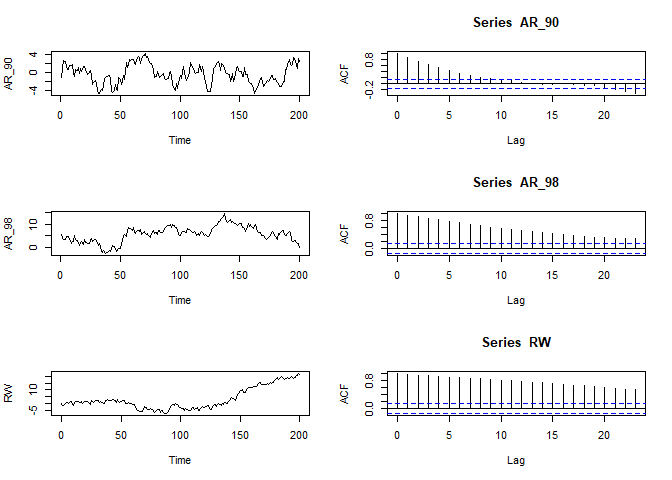 Series AR_90
AR_90
-4 0 4
0 50 100 150 200
Time
ACF
-0.2 0.8
0 5 10 15 20
Lag
Series AR_98
AR_98
0 10
0 50 100 150 200
Time
ACF
0.0 0.8
0 5 10 15 20
Lag
Series RW
RW
-5 10
0 50 100 150 200
Time
ACF
0.0 0.8
0 5 10 15 20
Lag